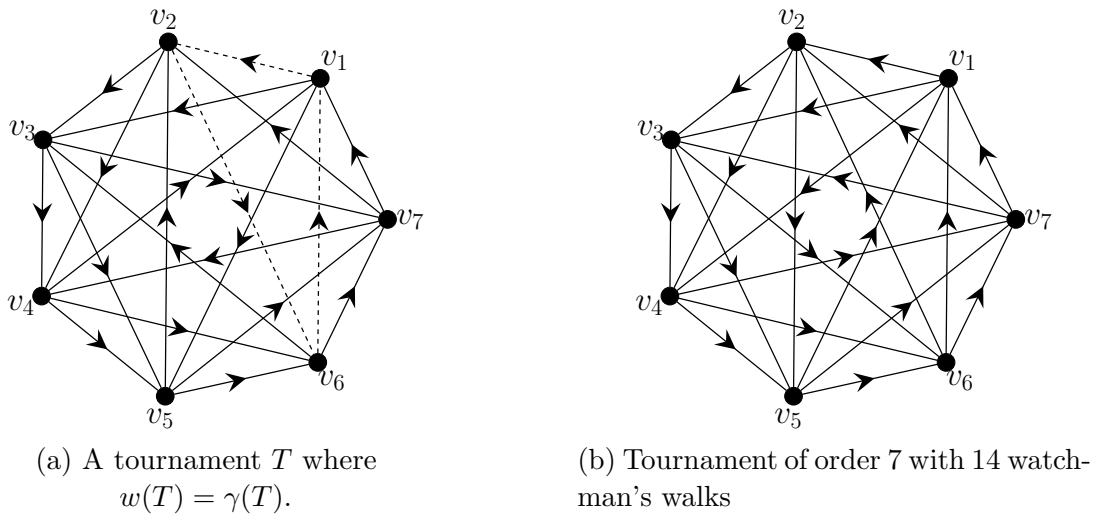 v₂
v₁
v₃
v₇
v₄
v₆
v₅
(a) A tournament T where
w(T) = γ(T).
v₂
v₁
v₃
v₇
v₄
v₆
v₅
(b) Tournament of order 7 with 14 watch-
man's walks